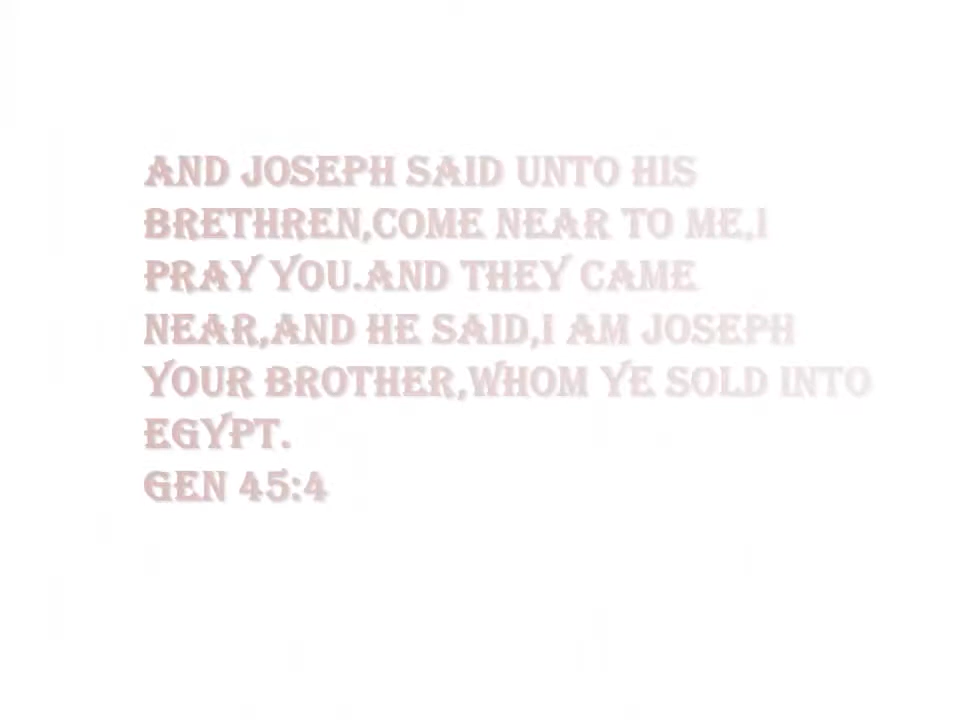 AND JOSEPH SAID UNTO HIS
BRETHREN,COME NEAR TO ME,I
PRAY YOU.AND THEY CAME
NEAR,AND HE SAID,I AM JOSEPH
YOUR BROTHER,WHOM YE SOLD INTO
EGYPT.
GEN 45:4